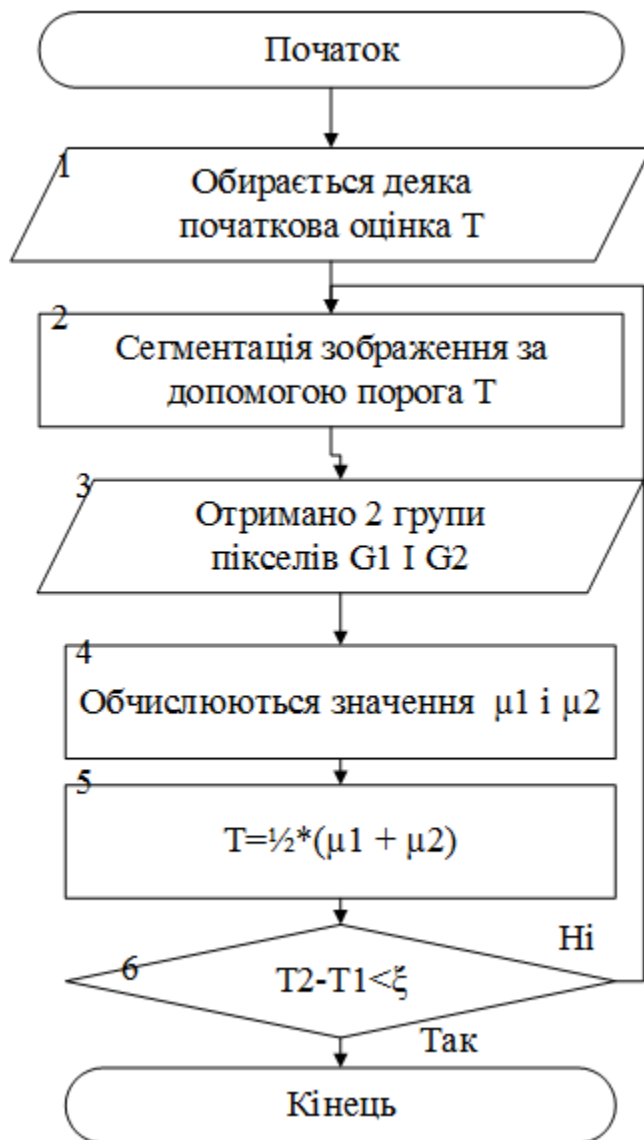 Початок
1
Обирається деяка
початкова оцінка Т
2
Сегментація зображення за
допомогою порога Т
3
Отримано 2 групи
пікселів G1 І G2
4
Обчислюються значення μ1 і μ2
5
T=½*(μ1 + μ2)
6
T2-T1<ξ
Ні
Так
Кінець